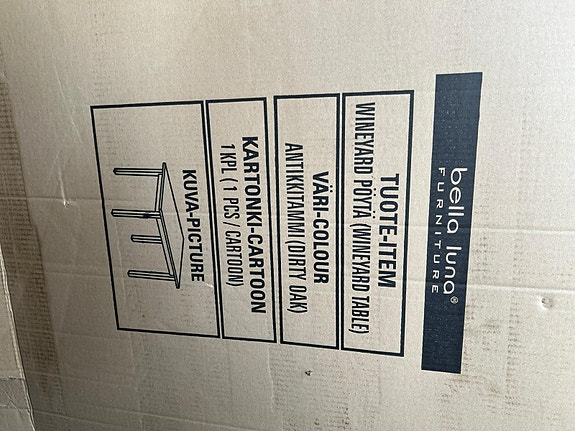 bella luna®
FURNITURE
TUOTE-ITEM
WINEYARD PÖYTÄ (WINEYARD TABLE)
VÄRI-COLOUR
ANTIIKKITAMMI (DIRTY OAK)
KARTONKI-CARTOON
1KPL ( 1 PCS / CARTOON)
KUVA-PICTURE